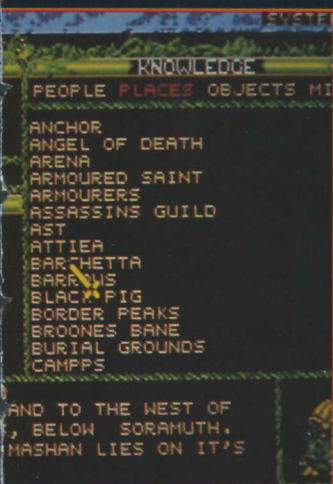 SYSTE
KNOWLEDGE
PEOPLE PLACES OBJECTS MI
ANCHOR
ANGEL OF DEATH
ARENA
ARMOURED SAINT
ARMOURERS
ASSASSINS GUILD
AST
ATTIEA
BARCHETTA
BARROWS
BLACK PIG
BORDER PEAKS
BROONES BANE
BURIAL GROUNDS
CAMPPS
AND TO THE WEST OF
, BELOW SORAMUTH.
MASHAN LIES ON IT'S